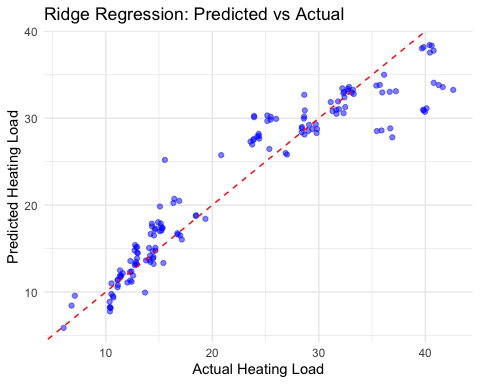 Ridge Regression: Predicted vs Actual
40
30
20
10
Predicted Heating Load
10 20 30 40
Actual Heating Load